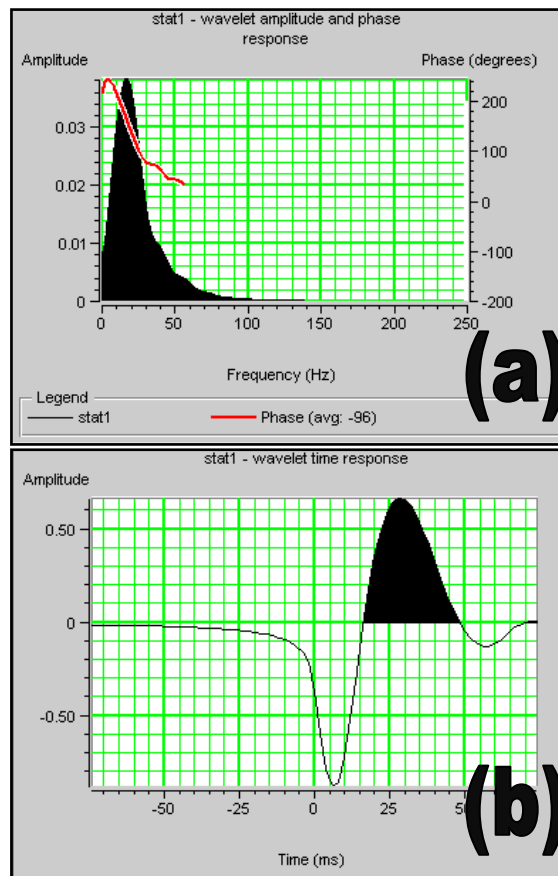 stat1 - wavelet amplitude and phase
response
Amplitude
Phase (degrees)
0.03
0.02
0.01
0
200
100
0
-100
-200
0 50 100 150 200 250
Frequency (Hz)
(a)
Legend
stat1 Phase (avg: -96)
stat1 - wavelet time response
Amplitude
0.50
0
-0.50
-50 -25 0 25
Time (ms)
(b)